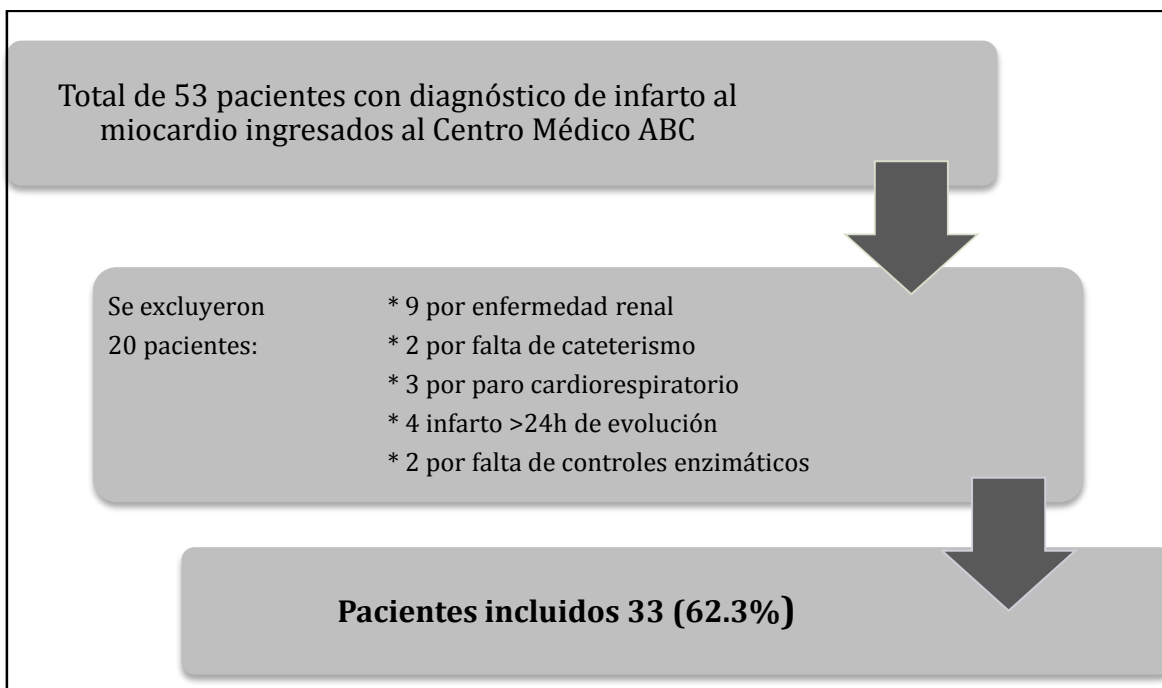 Total de 53 pacientes con diagnóstico de infarto al
miocardio ingresados al Centro Médico ABC
Se excluyeron
20 pacientes:
* 9 por enfermedad renal
* 2 por falta de cateterismo
* 3 por paro cardiorespiratorio
* 4 infarto >24h de evolución
* 2 por falta de controles enzimáticos
Pacientes incluidos 33 (62.3%)